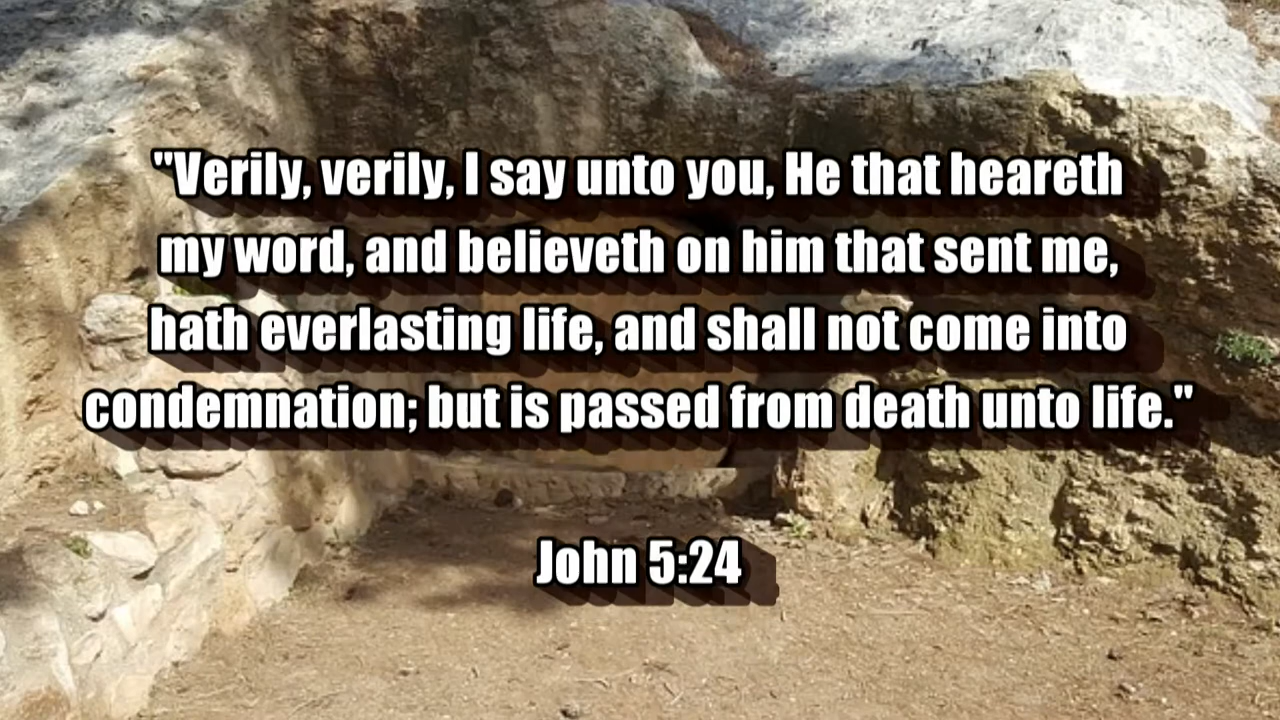 "Verily, verily, I say unto you, He that heareth
my word, and believeth on him that sent me,
hath everlasting life, and shall not come into
condemnation; but is passed from death unto life."
John 5:24